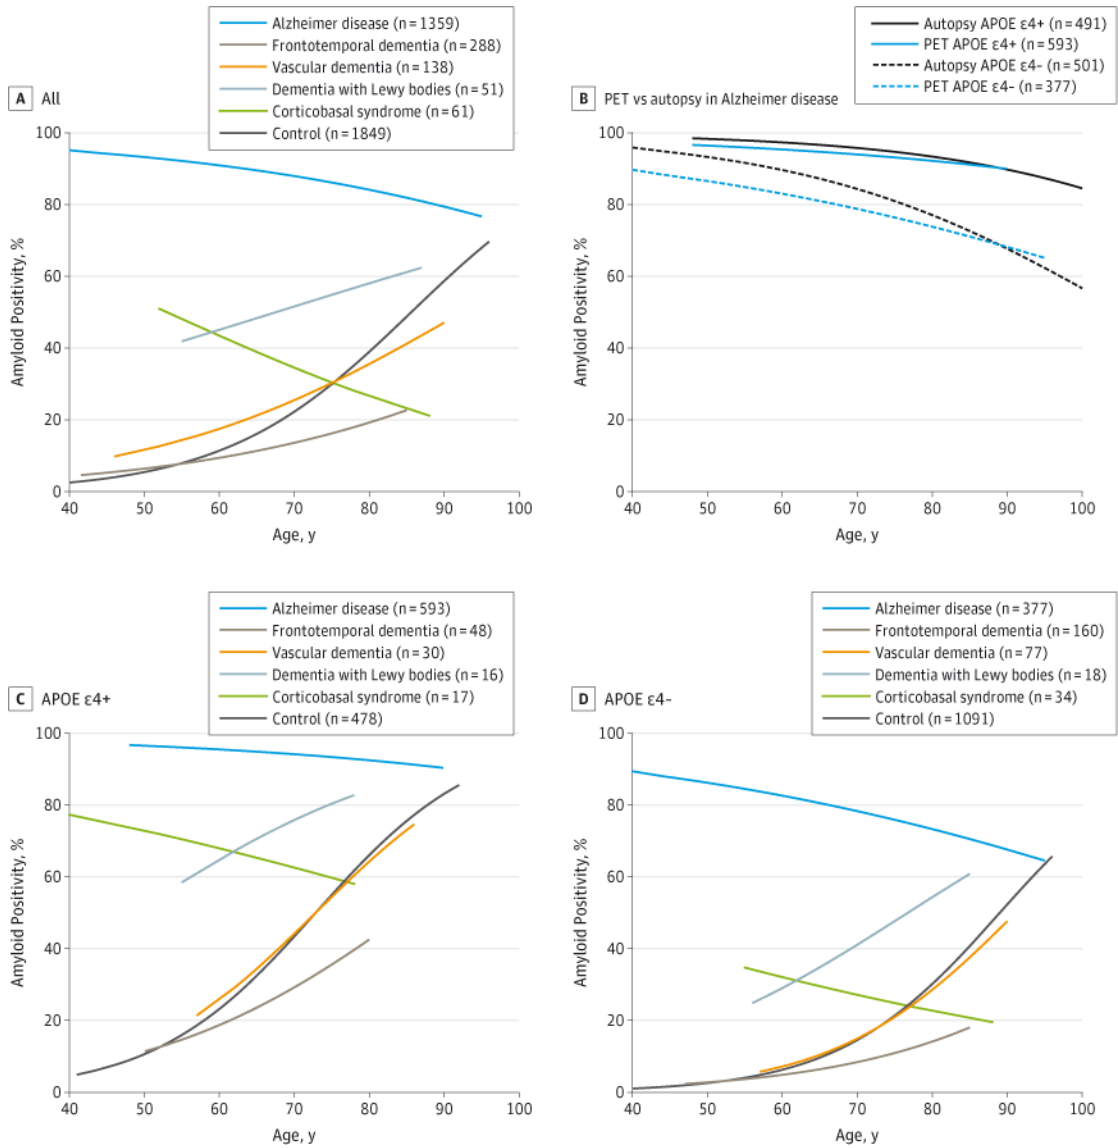 Alzheimer disease (n = 1359)
Frontotemporal dementia (n = 288)
Vascular dementia (n = 138)
Dementia with Lewy bodies (n = 51)
Corticobasal syndrome (n = 61)
Control (n = 1849)
A All
100
80
60
40
20
0
Amyloid Positivity, %
40 50 60 70 80 90 100
Age, y
Autopsy APOE ε4+ (n = 491)
PET APOE ε4+ (n = 593)
Autopsy APOE ε4- (n = 501)
PET APOE ε4- (n = 377)
B PET vs autopsy in Alzheimer disease
100
80
60
40
20
0
Amyloid Positivity, %
40 50 60 70 80 90 100
Age, y
Alzheimer disease (n = 593)
Frontotemporal dementia (n = 48)
Vascular dementia (n = 30)
Dementia with Lewy bodies (n = 16)
Corticobasal syndrome (n = 17)
Control (n = 478)
C APOE ε4+
100
80
60
40
20
0
Amyloid Positivity, %
40 50 60 70 80 90 100
Age, y
Alzheimer disease (n = 377)
Frontotemporal dementia (n = 160)
Vascular dementia (n = 77)
Dementia with Lewy bodies (n = 18)
Corticobasal syndrome (n = 34)
Control (n = 1091)
D APOE ε4-
100
80
60
40
20
0
Amyloid Positivity, %
40 50 60 70 80 90 100
Age, y